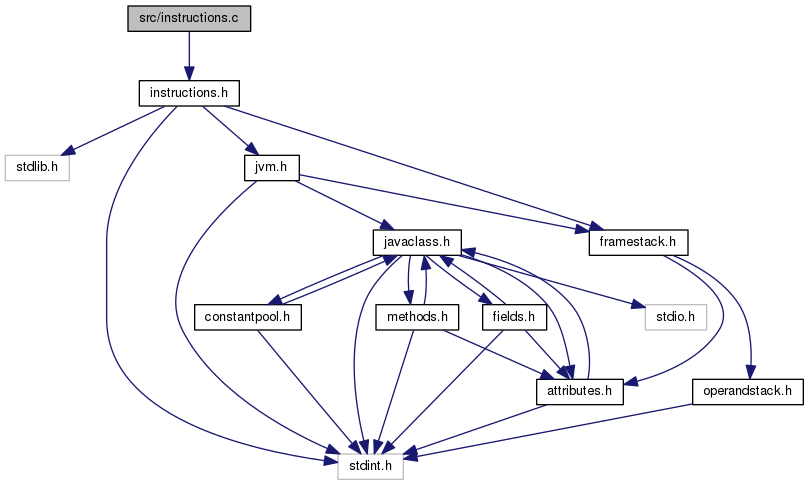 src/instructions.c
instructions.h
stdlib.h
jvm.h
javaclass.h
framestack.h
constantpool.h
methods.h
fields.h
stdio.h
attributes.h
operandstack.h
stdint.h